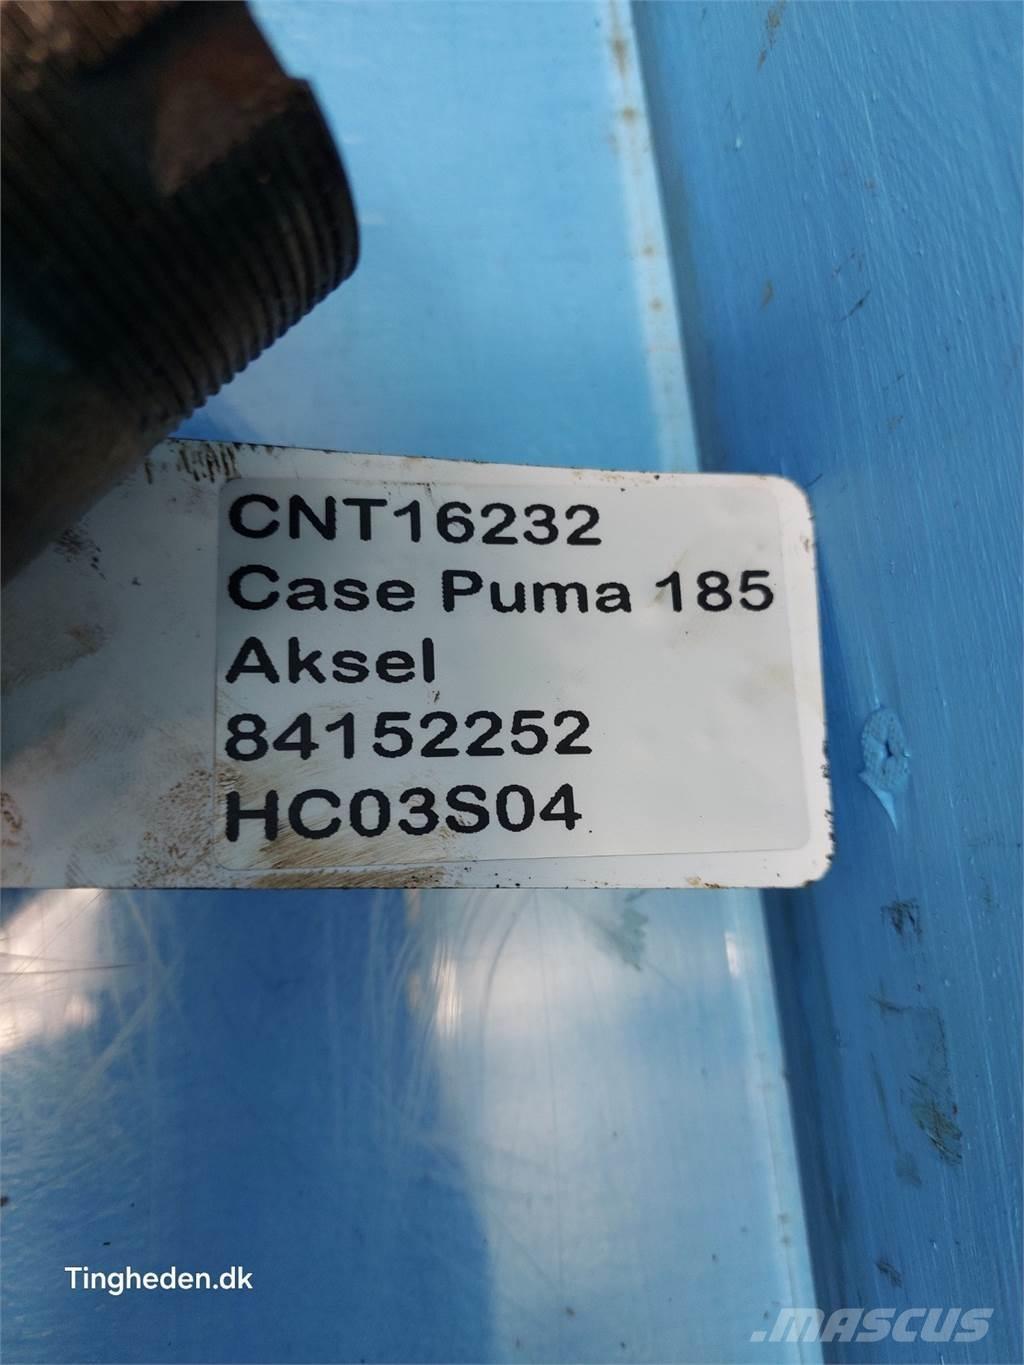 CNT16232
Case Puma 185
Aksel
84152252
HC03S04
Tingheden.dk
.MASCUS